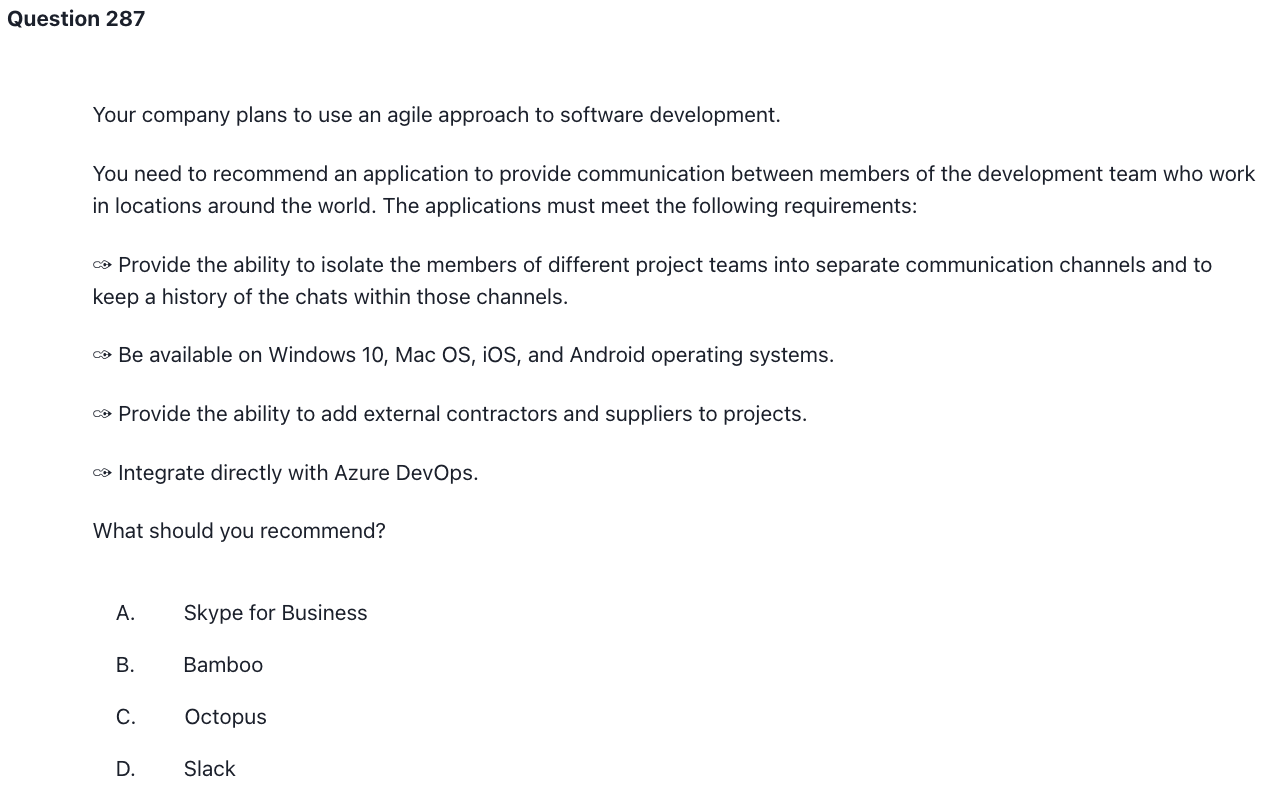 Question 287
Your company plans to use an agile approach to software development.
You need to recommend an application to provide communication between members of the development team who work
in locations around the world. The applications must meet the following requirements:
Provide the ability to isolate the members of different project teams into separate communication channels and to
keep a history of the chats within those channels.
Be available on Windows 10, Mac OS, iOS, and Android operating systems.
Provide the ability to add external contractors and suppliers to projects.
Integrate directly with Azure DevOps.
What should you recommend?
A. Skype for Business
B. Bamboo
C. Octopus
D. Slack